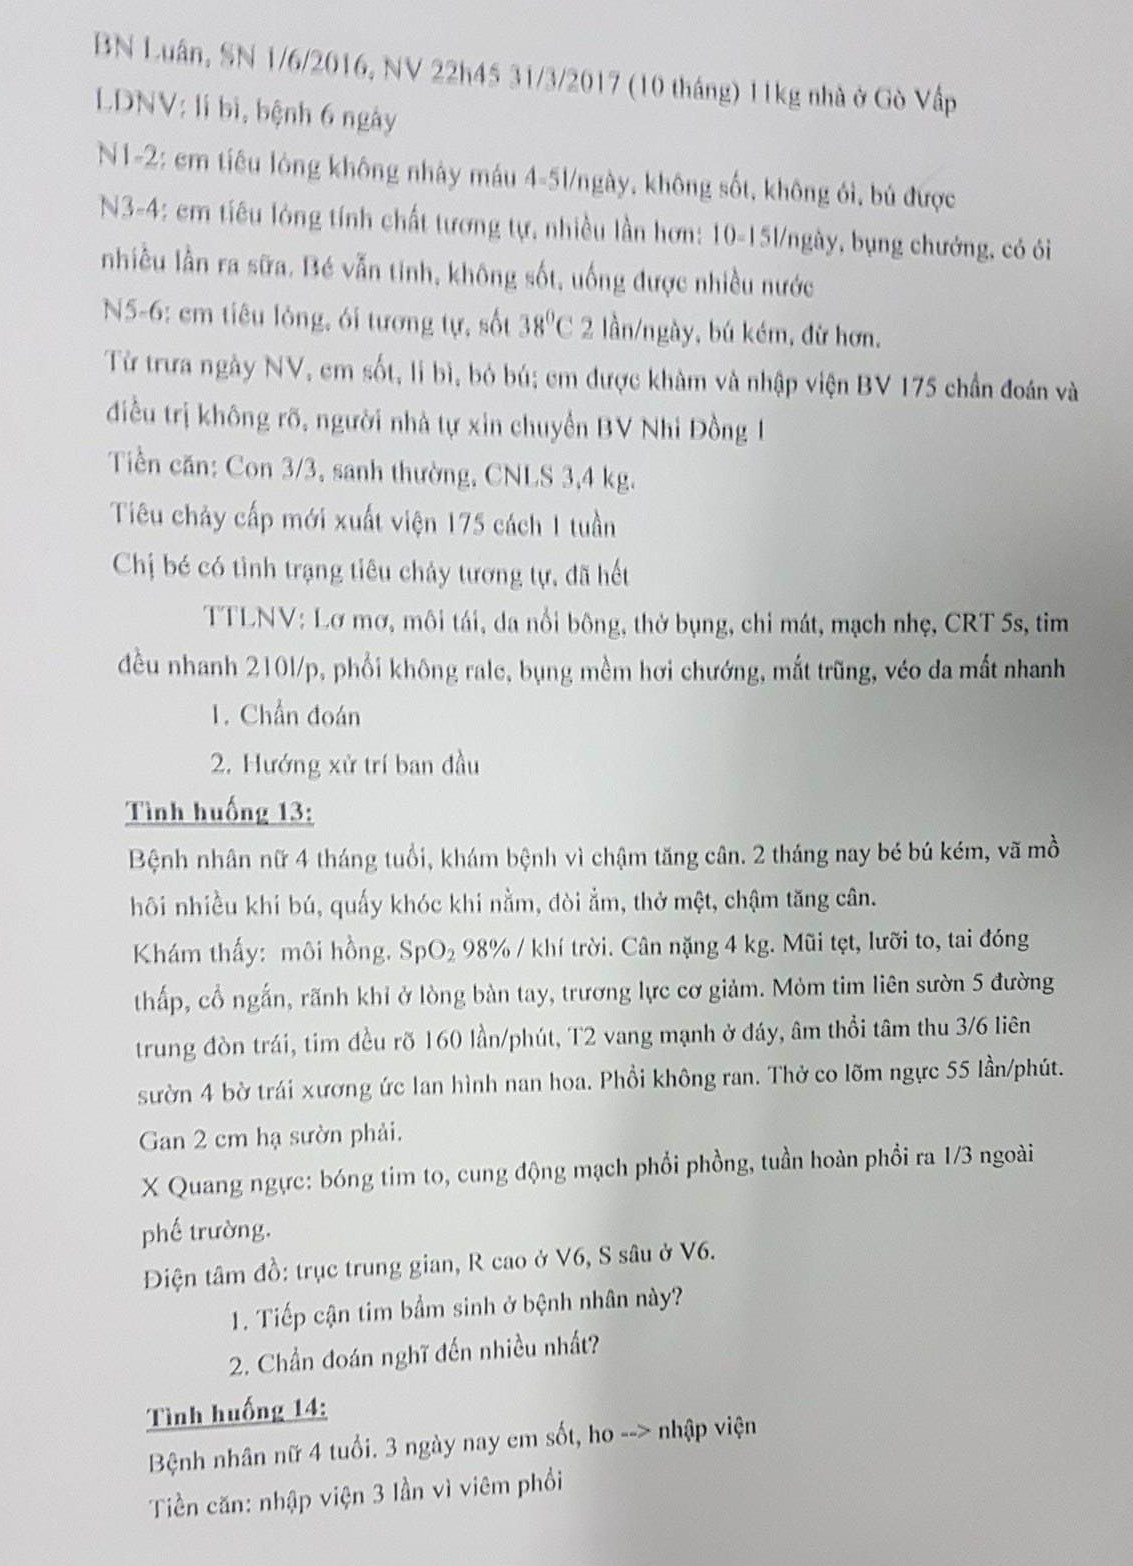 BN Luân, SN 1/6/2016, NV 22h45 31/3/2017 (10 tháng) 11kg nhà ở Gò Vấp
LDNV: li bì, bệnh 6 ngày
N1-2: em tiêu lỏng không nhày máu 4-5l/ngày, không sốt, không ói, bú được
N3-4: em tiêu lỏng tính chất tương tự, nhiều lần hơn: 10-15l/ngày, bụng chướng, có ói
nhiều lần ra sữa. Bé vẫn tỉnh, không sốt, uống được nhiều nước
N5-6: em tiêu lỏng, ói tương tự, sốt 38⁰C 2 lần/ngày, bú kém, đừ hơn.
Từ trưa ngày NV, em sốt, li bì, bỏ bú; em được khám và nhập viện BV 175 chẩn đoán và
điều trị không rõ, người nhà tự xin chuyển BV Nhi Đồng 1
Tiền căn: Con 3/3, sanh thường, CNLS 3,4 kg.
Tiêu chảy cấp mới xuất viện 175 cách 1 tuần
Chị bé có tình trạng tiêu chảy tương tự, đã hết
TTLNV: Lơ mơ, môi tái, da nổi bông, thở bụng, chi mát, mạch nhẹ, CRT 5s, tim
đều nhanh 210l/p, phổi không rale, bụng mềm hơi chướng, mắt trũng, véo da mất nhanh
1. Chẩn đoán
2. Hướng xử trí ban đầu
Tình huống 13:
Bệnh nhân nữ 4 tháng tuổi, khám bệnh vì chậm tăng cân. 2 tháng nay bé bú kém, vã mồ
hôi nhiều khi bú, quấy khóc khi nằm, đòi ẵm, thở mệt, chậm tăng cân.
Khám thấy: môi hồng. SpO₂ 98% / khí trời. Cân nặng 4 kg. Mũi tẹt, lưỡi to, tai đóng
thấp, cổ ngắn, rãnh khỉ ở lòng bàn tay, trương lực cơ giảm. Mỏm tim liên sườn 5 đường
trung đòn trái, tim đều rõ 160 lần/phút, T2 vang mạnh ở đáy, âm thổi tâm thu 3/6 liên
sườn 4 bờ trái xương ức lan hình nan hoa. Phổi không ran. Thở co lõm ngực 55 lần/phút.
Gan 2 cm hạ sườn phải.
X Quang ngực: bóng tim to, cung động mạch phổi phồng, tuần hoàn phổi ra 1/3 ngoài
phế trường.
Điện tâm đồ: trục trung gian, R cao ở V6, S sâu ở V6.
1. Tiếp cận tim bẩm sinh ở bệnh nhân này?
2. Chẩn đoán nghĩ đến nhiều nhất?
Tình huống 14:
Bệnh nhân nữ 4 tuổi. 3 ngày nay em sốt, ho --> nhập viện
Tiền căn: nhập viện 3 lần vì viêm phổi